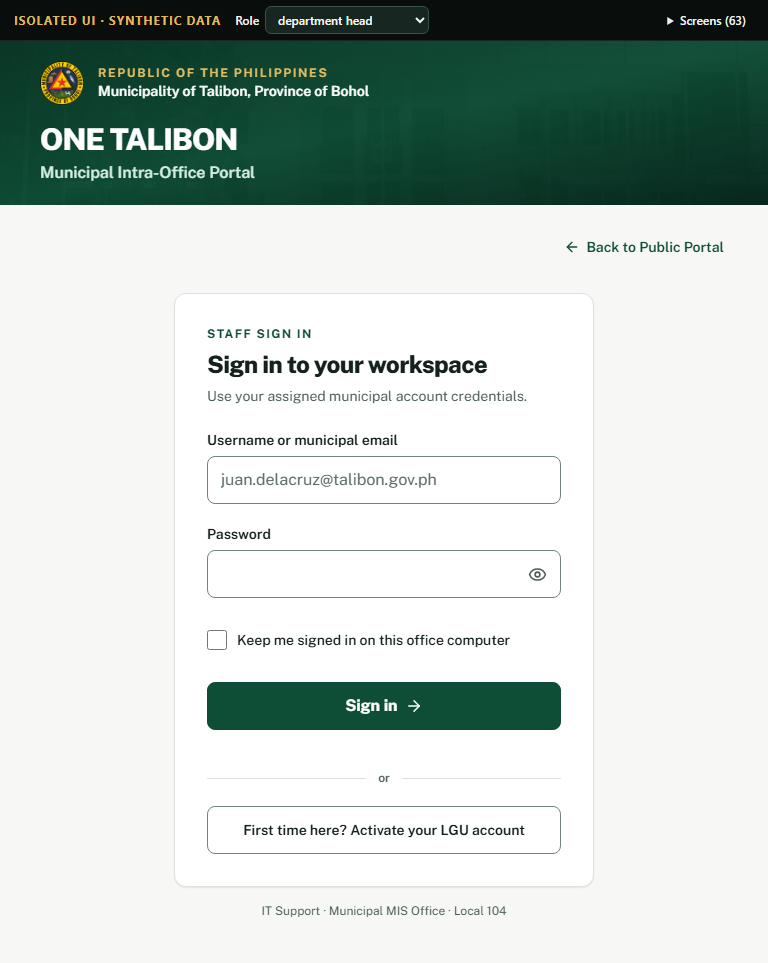 ISOLATED UI · SYNTHETIC DATA Role department head Screens (63)
REPUBLIC OF THE PHILIPPINES
Municipality of Talibon, Province of Bohol
ONE TALIBON
Municipal Intra-Office Portal
← Back to Public Portal
STAFF SIGN IN
Sign in to your workspace
Use your assigned municipal account credentials.
Username or municipal email
juan.delacruz@talibon.gov.ph
Password
Keep me signed in on this office computer
Sign in →
or
First time here? Activate your LGU account
IT Support · Municipal MIS Office · Local 104